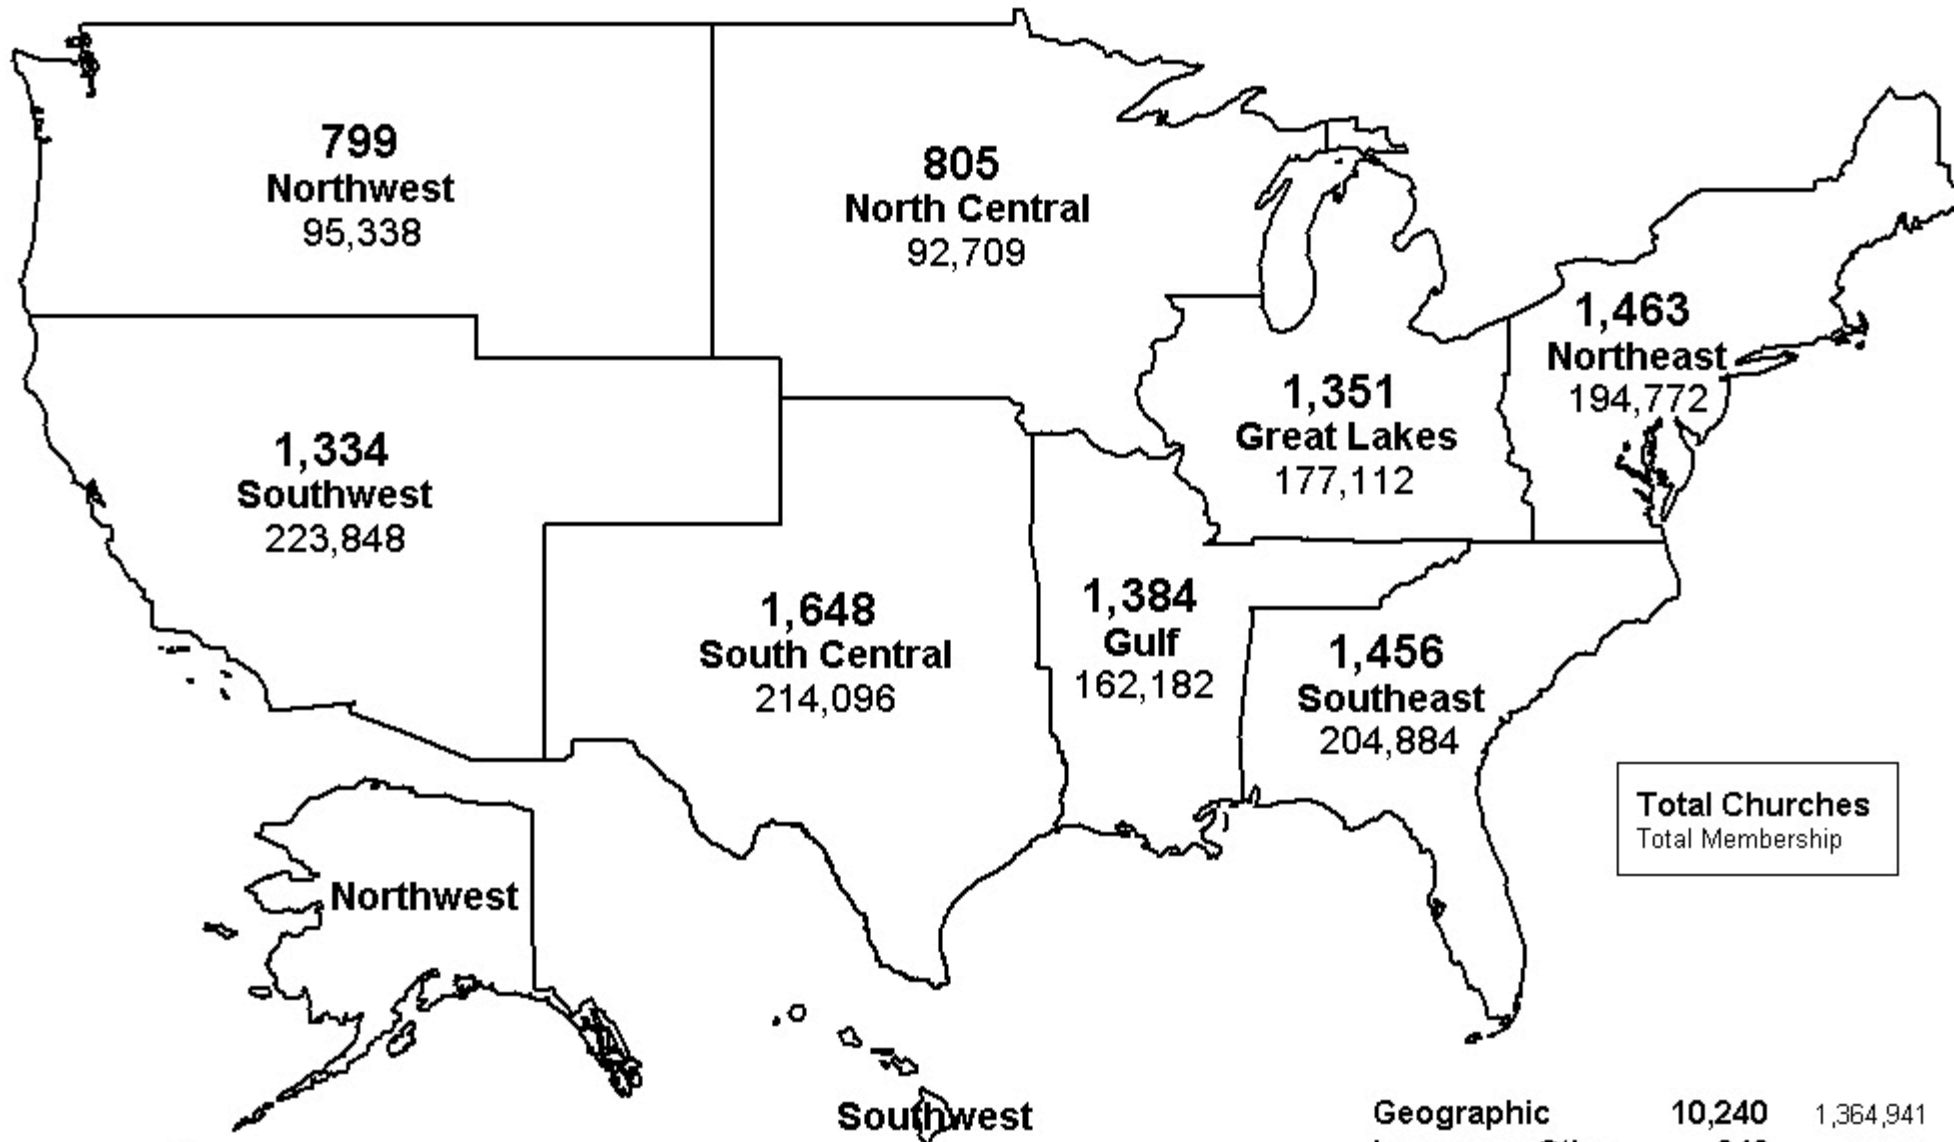 799
Northwest
95,338
805
North Central
92,709
1,463
Northeast
194,772
1,351
Great Lakes
177,112
1,334
Southwest
223,848
1,384
Gulf
162,182
1,648
South Central
214,096
1,456
Southeast
204,884
Total Churches
Total Membership
Northwest
Southwest
Geographic 10,240 1,364,941